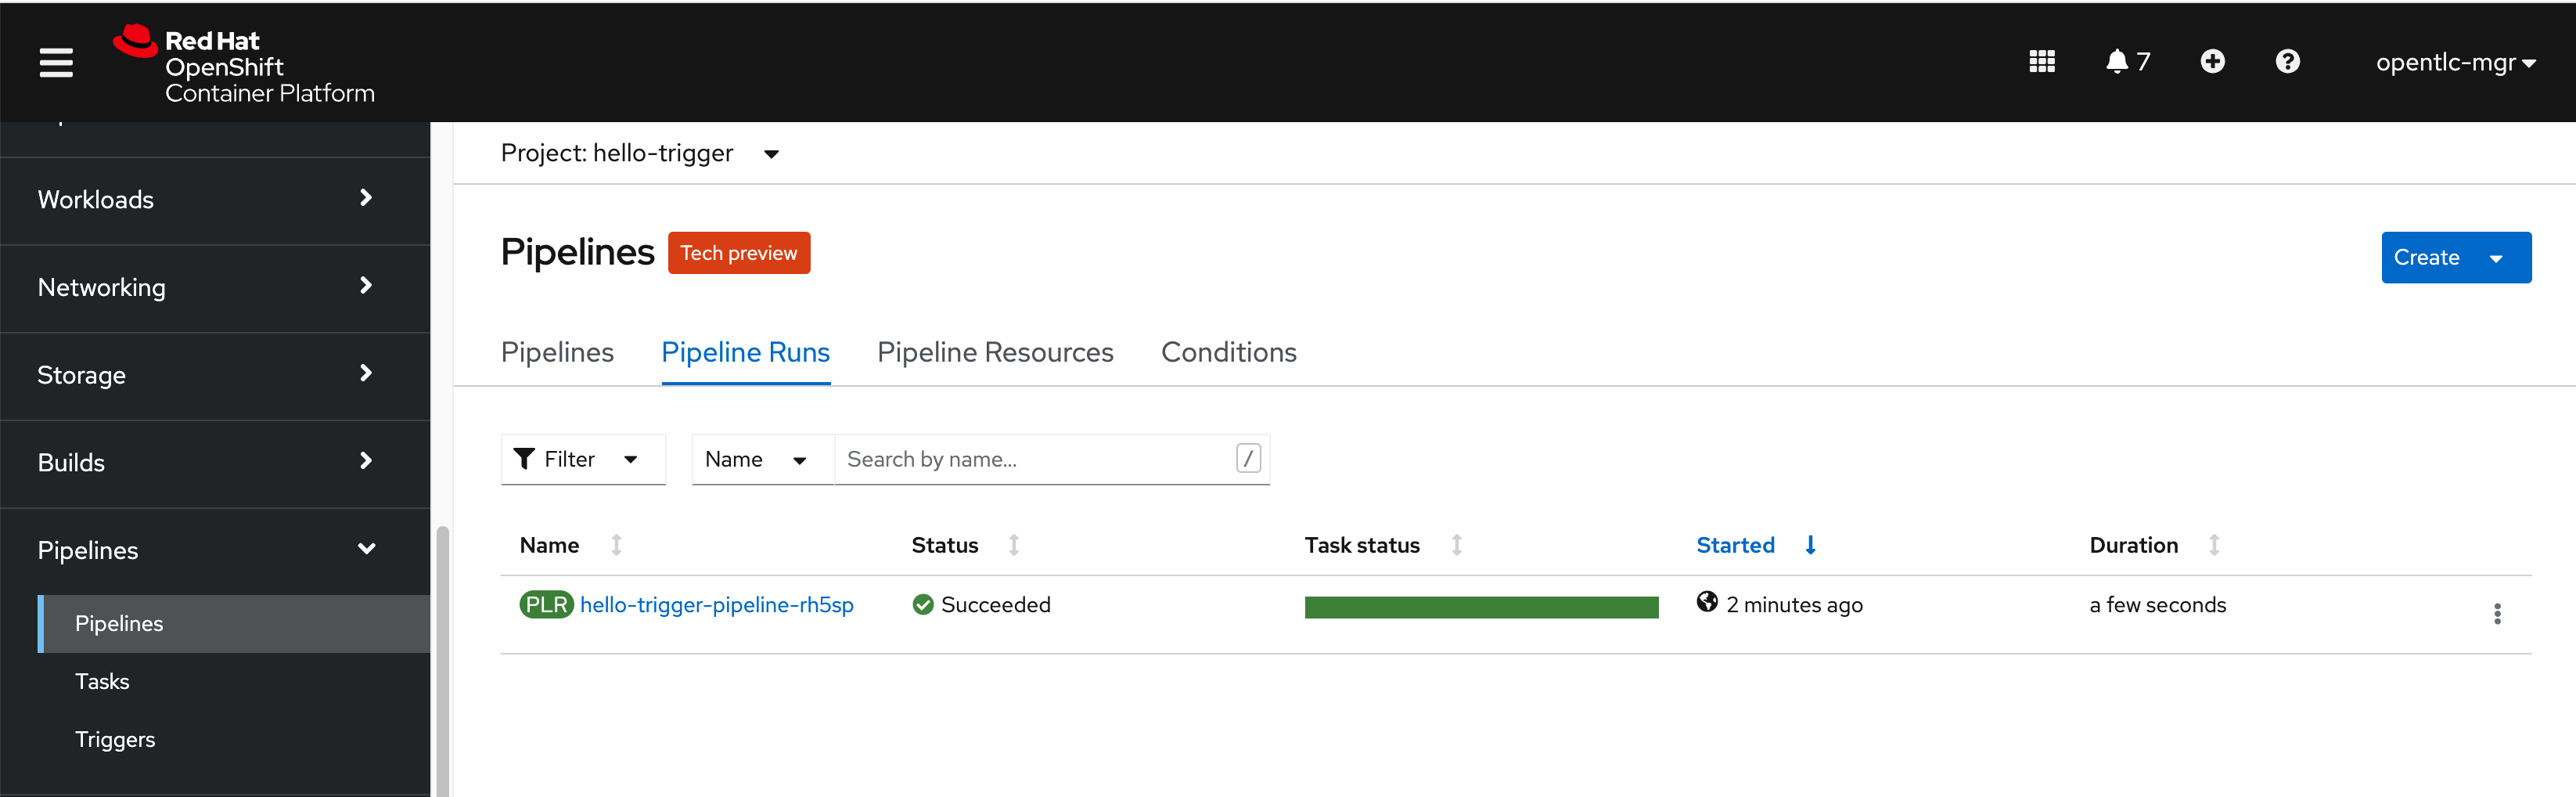 Red Hat
OpenShift
Container Platform
7
opentlc-mgr
Workloads
Networking
Storage
Builds
Pipelines
Pipelines
Tasks
Triggers
Project: hello-trigger
Pipelines Tech preview
Create
Pipelines Pipeline Runs Pipeline Resources Conditions
Filter Name Search by name... /
Name Status Task status Started Duration
PLR hello-trigger-pipeline-rh5sp Succeeded 2 minutes ago a few seconds